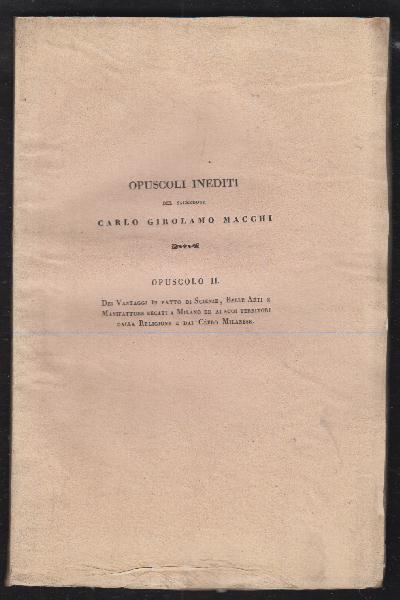 OPUSCOLI INEDITI
DEL SACERDOTE
CARLO GIROLAMO MACCHI
OPUSCOLO II.
DEI VANTAGGI IN FATTO DI SCIENZE, BELLE ARTI E
MANIFATTURE RECATI A MILANO ED AI SUOI TERRITORI
DALLA RELIGIONE E DAL CLERO MILANESE.